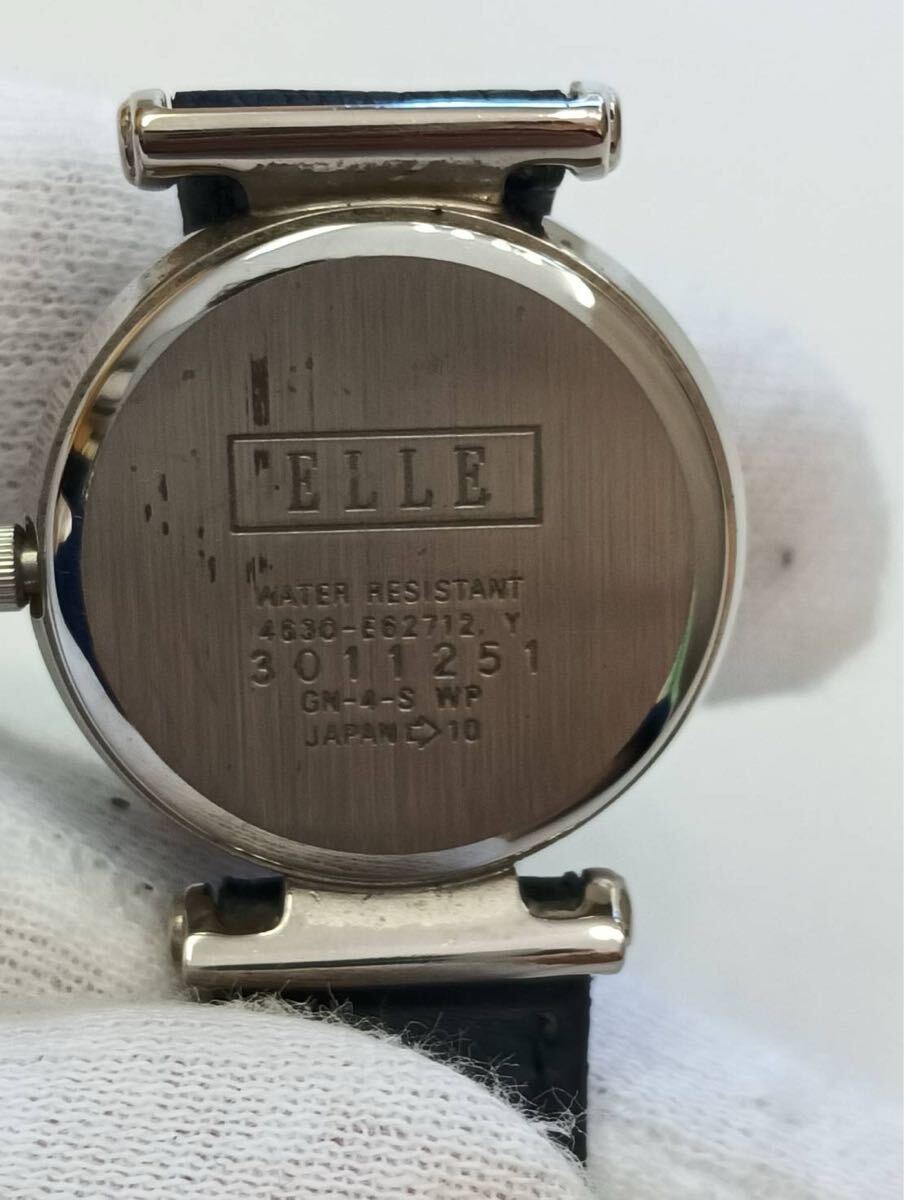 ELLE
WATER RESISTANT
4630-E62712. Y
3011251
GN-4-S WP
JAPAN ⇨ 10